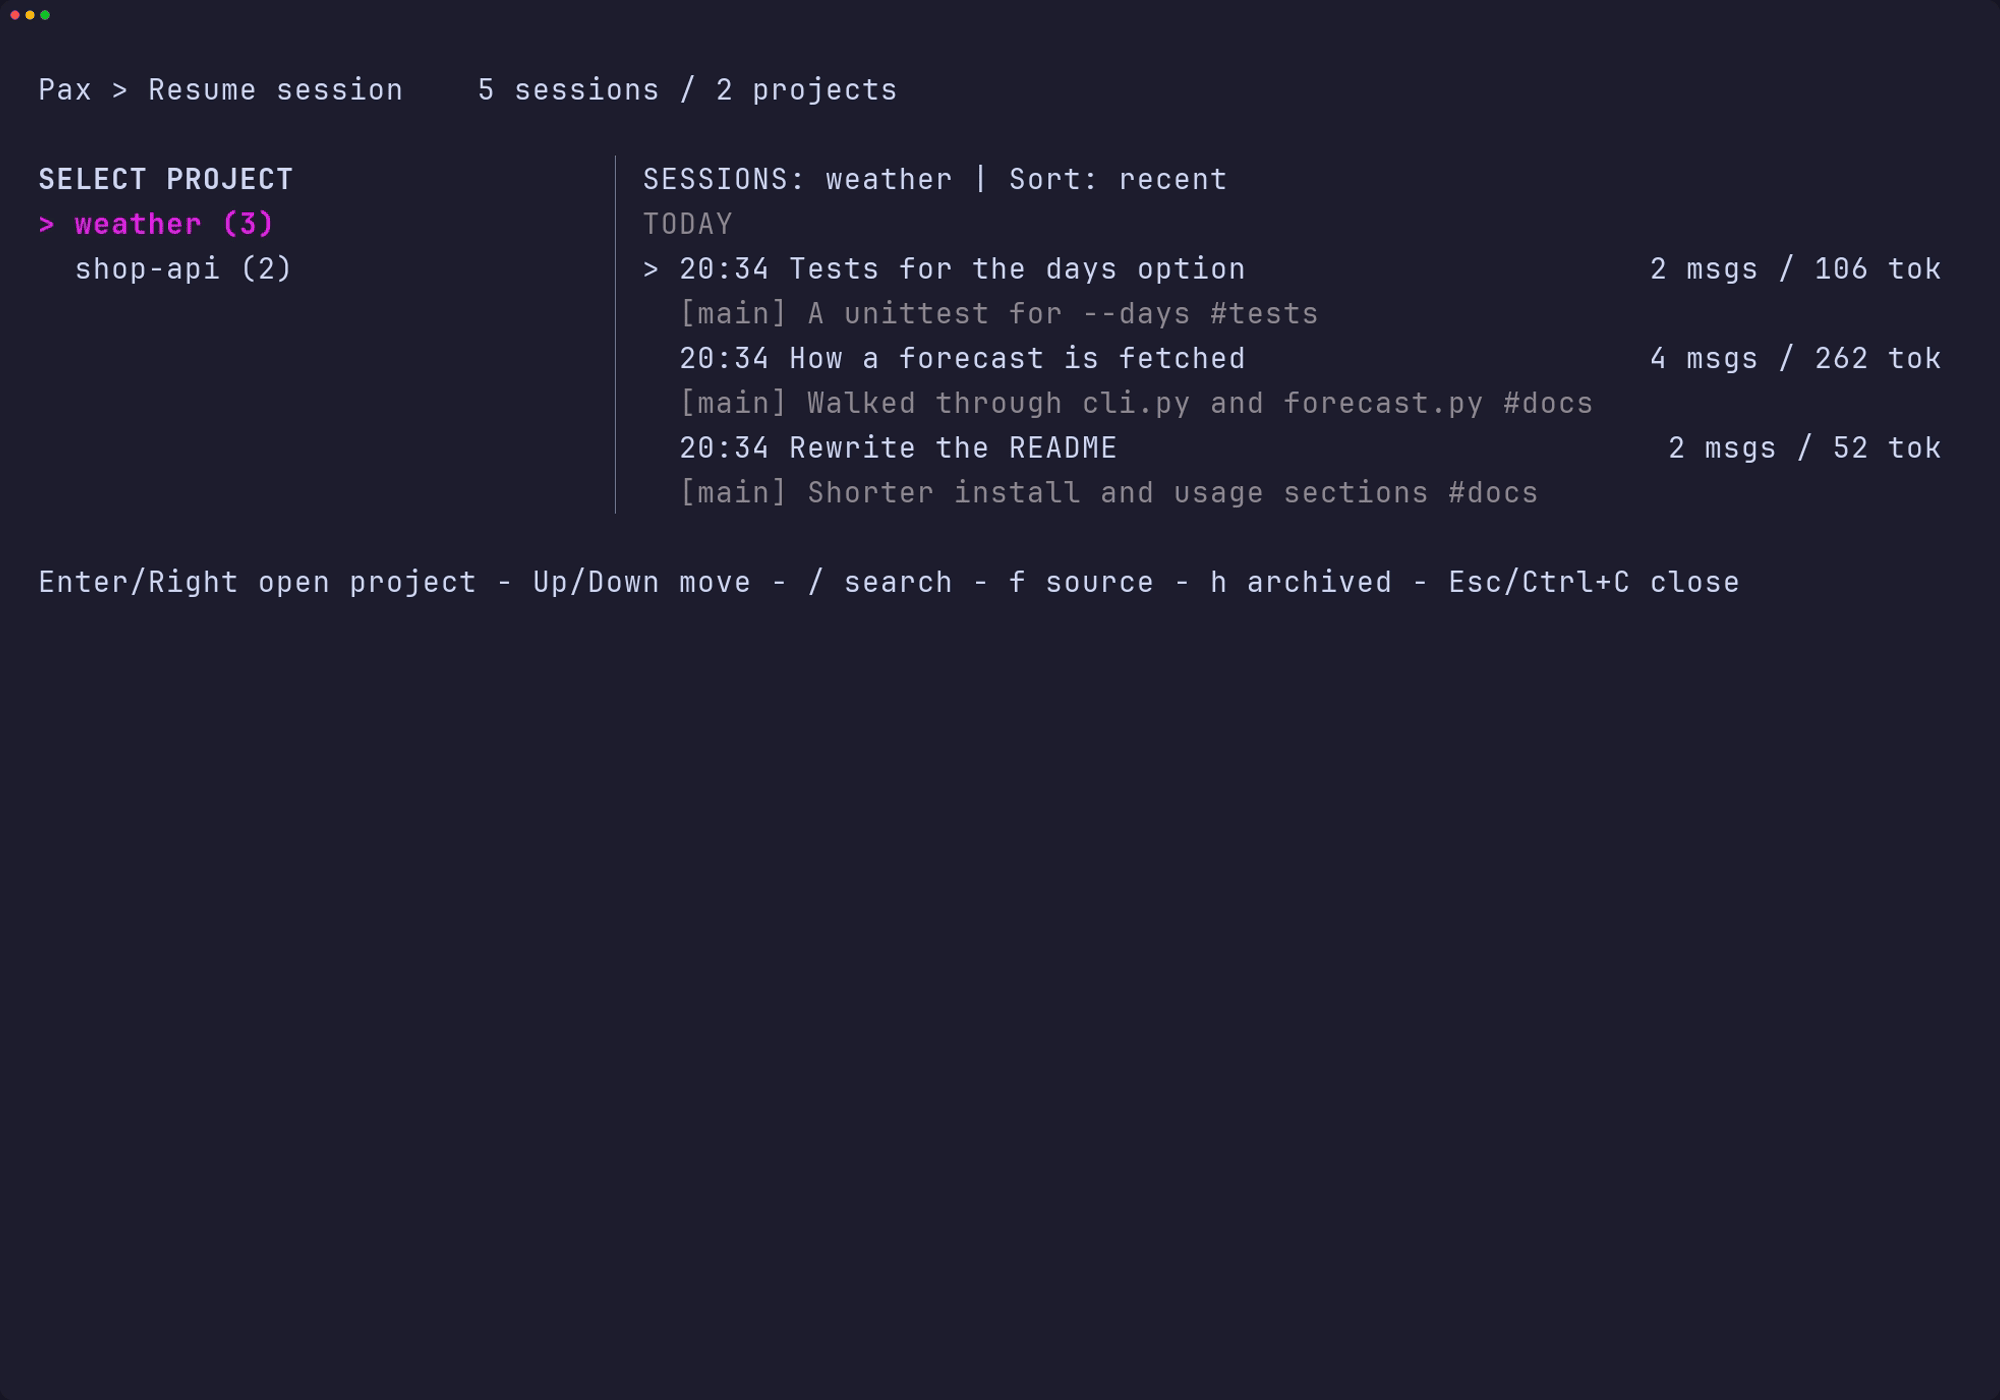 Pax > Resume session    5 sessions / 2 projects
SELECT PROJECT
> weather (3)
  shop-api (2)
SESSIONS: weather | Sort: recent
TODAY
> 20:34 Tests for the days option    2 msgs / 106 tok
  [main] A unittest for --days #tests
  20:34 How a forecast is fetched    4 msgs / 262 tok
  [main] Walked through cli.py and forecast.py #docs
  20:34 Rewrite the README    2 msgs / 52 tok
  [main] Shorter install and usage sections #docs
Enter/Right open project - Up/Down move - / search - f source - h archived - Esc/Ctrl+C close